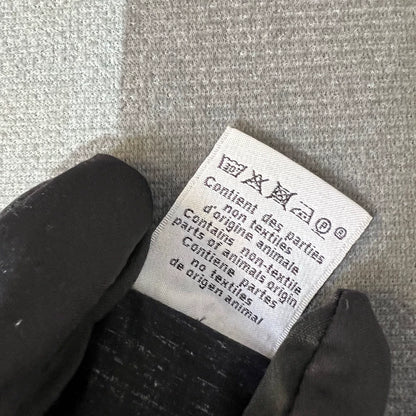 30° P ®
Contient des parties
non textiles
d'origine animale
Contains non-textile
parts or animals origin
Contiene partes
no textiles
de origen animal